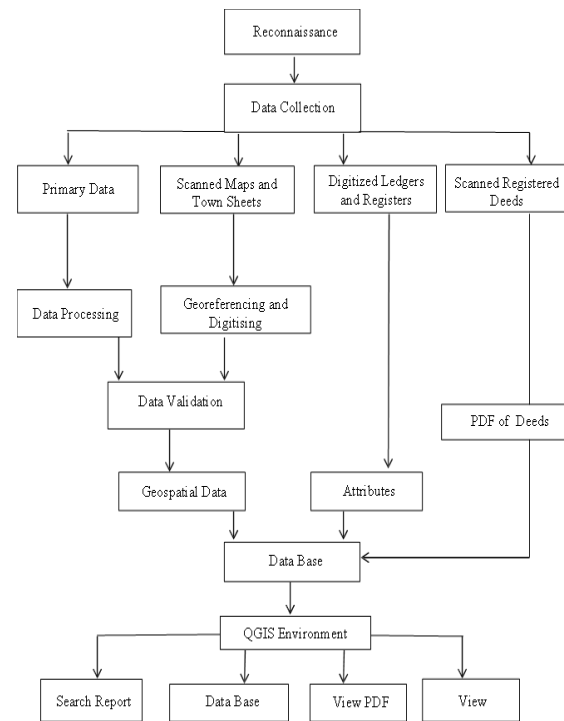 Reconnaissance
Data Collection
Primary Data
Scanned Maps and
Town Sheets
Digitized Ledgers
and Registers
Scanned Registered
Deeds
Data Processing
Georeferencing and
Digitising
Data Validation
PDF of Deeds
Geospatial Data
Attributes
Data Base
QGIS Environment
Search Report
Data Base
View PDF
View